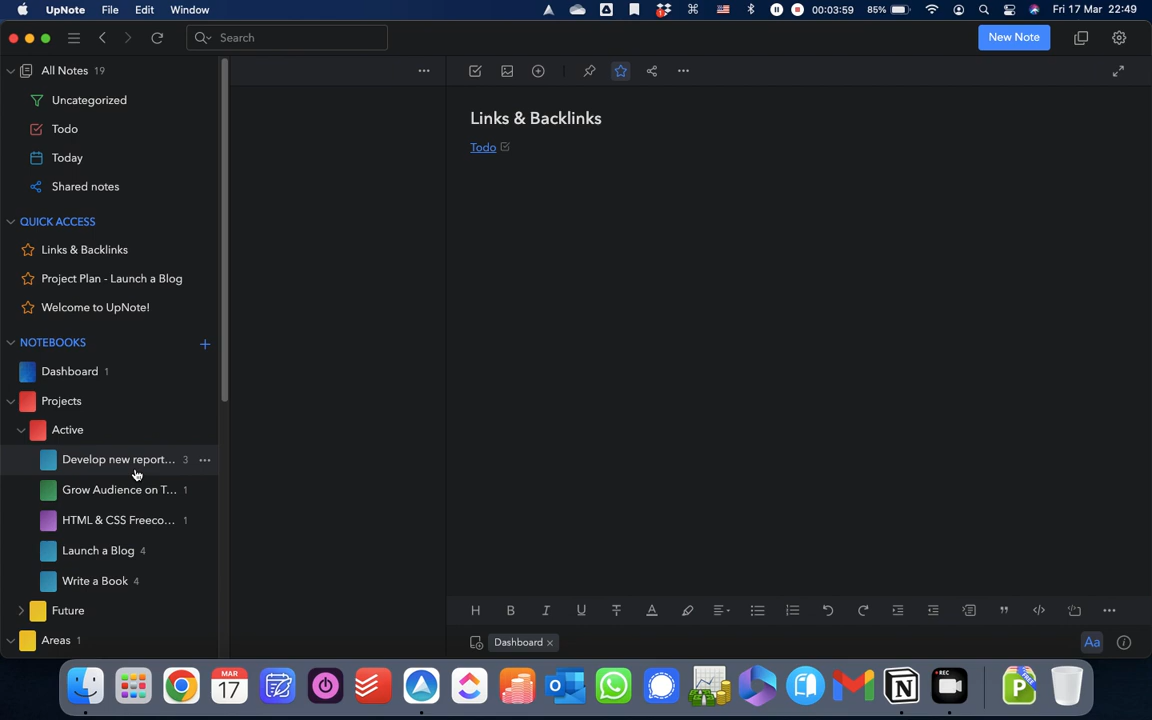 UpNote File Edit Window 00:03:59 85% Fri 17 Mar 22:49
Search New Note
All Notes 19
Uncategorized
Todo
Today
Shared notes
QUICK ACCESS
Links & Backlinks
Project Plan - Launch a Blog
Welcome to UpNote!
NOTEBOOKS
Dashboard 1
Projects
Active
Develop new report... 3
Grow Audience on T... 1
HTML & CSS Freeco... 1
Launch a Blog 4
Write a Book 4
Future
Areas 1
Links & Backlinks
Todo
H B I U T A
Dashboard
Aa
MAR
17
REC